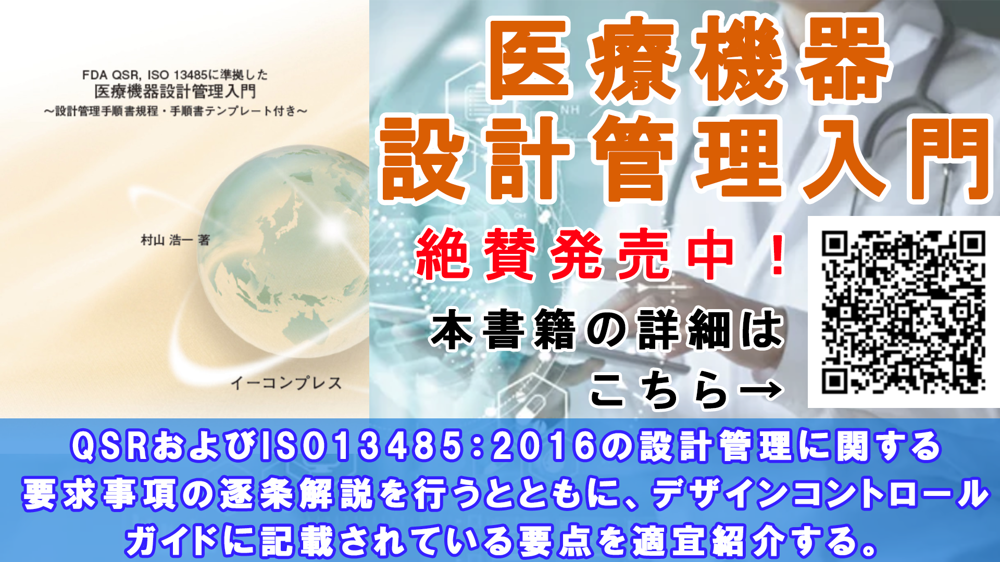 FDA QSR, ISO 13485に準拠した
医療機器設計管理入門
～設計管理手順書規程・手順書テンプレート付き～
村山 浩一 著
イーコンプレス
医療機器
設計管理入門
絶賛発売中！
本書籍の詳細は
こちら→
NH
OH
QSRおよびISO13485:2016の設計管理に関する
要求事項の逐条解説を行うとともに、デザインコントロール
ガイドに記載されている要点を適宜紹介する。